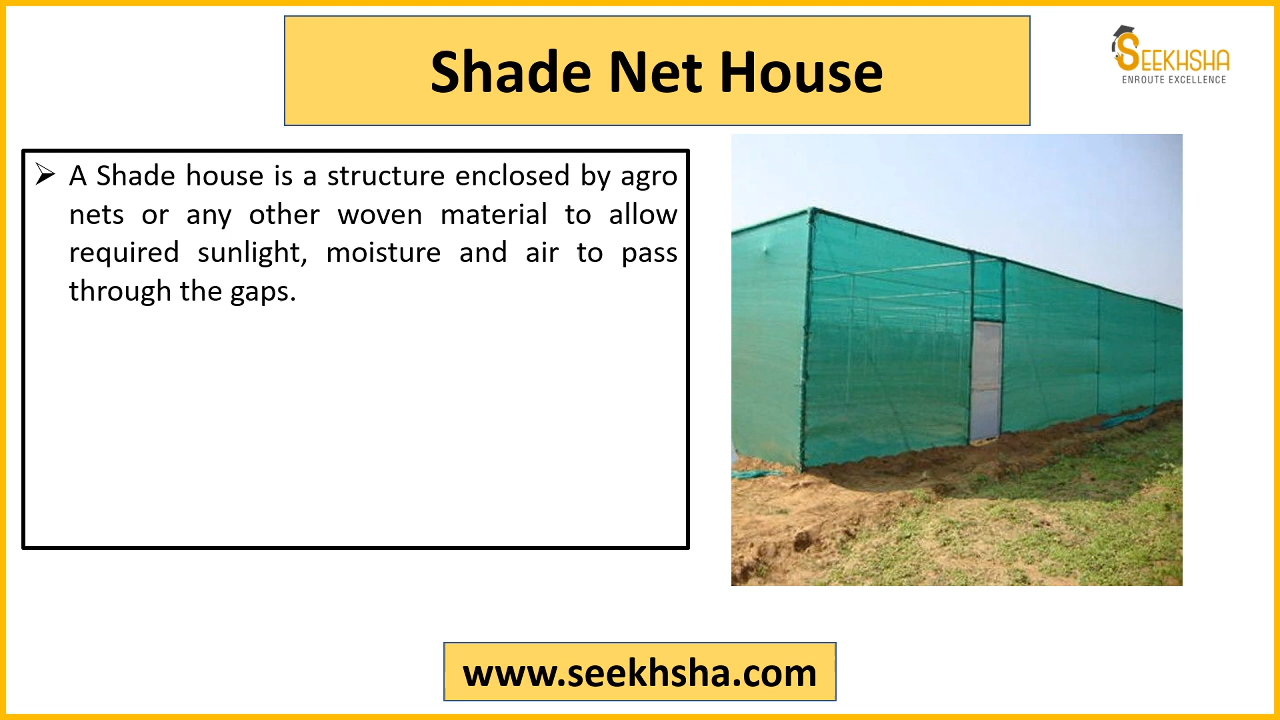 Shade Net House
SEEKHSHA
ENROUTE EXCELLENCE
➢ A Shade house is a structure enclosed by agro
nets or any other woven material to allow
required sunlight, moisture and air to pass
through the gaps.
www.seekhsha.com